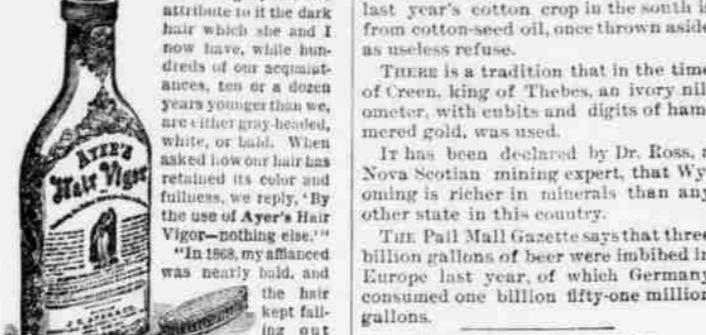 attribute to it the dark
hair which she and I
now have, while hun-
dreds of our acquaint-
ances, ten or a dozen
years younger than we,
are either gray-headed,
white, or bald. When
asked how our hair has
retained its color and
fullness, we reply, 'By
the use of Ayer's Hair
Vigor—nothing else.'"
"In 1868, my affianced
was nearly bald, and
the hair
kept fall-
ing out
AYER'S
Hair Vigor
last year's cotton crop in the south is
from cotton-seed oil, once thrown aside
as useless refuse.
THERE is a tradition that in the time
of Creen, king of Thebes, an ivory nil-
ometer, with cubits and digits of ham-
mered gold, was used.
IT has been declared by Dr. Ross, a
Nova Scotian mining expert, that Wy-
oming is richer in minerals than any
other state in this country.
THE Pall Mall Gazette says that three
billion gallons of beer were imbibed in
Europe last year, of which Germany
consumed one billion fifty-one million
gallons.